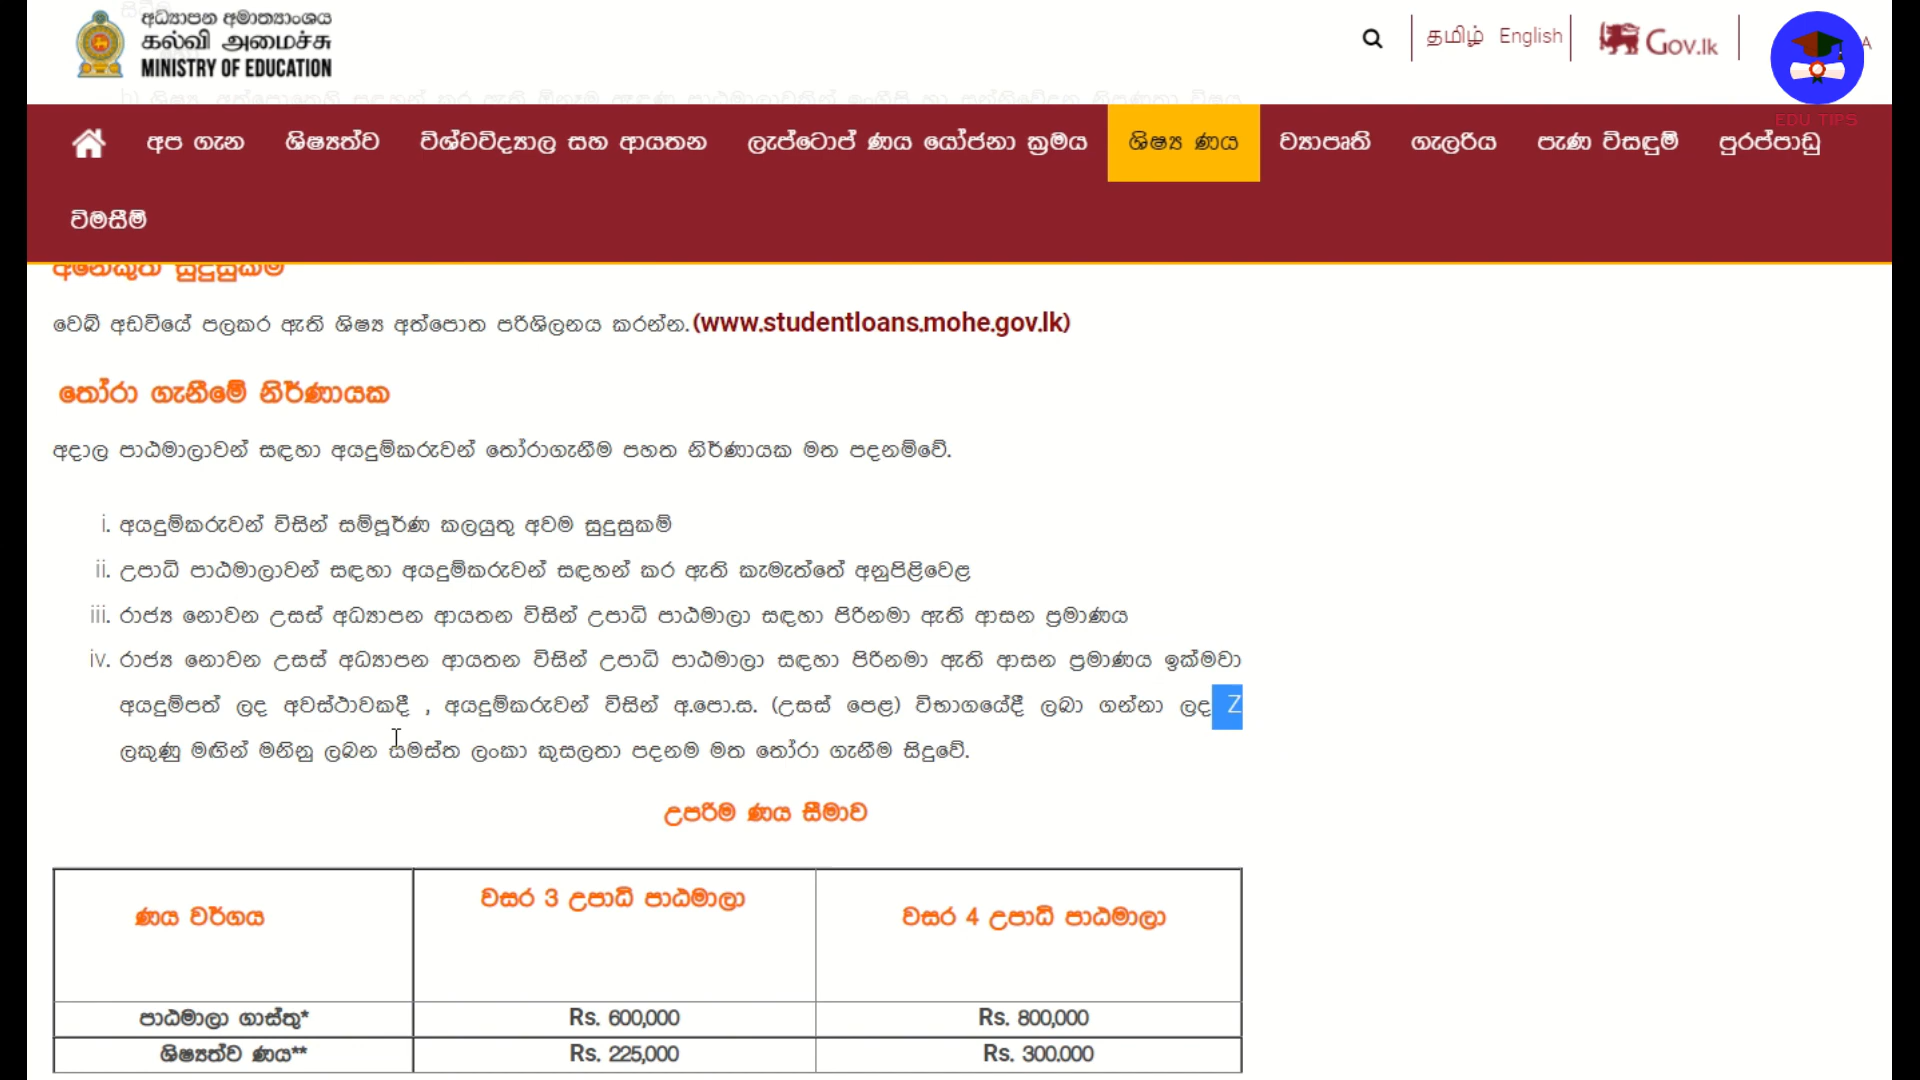 අධ්‍යාපන අමාත්‍යාංශය
கல்வி அமைச்சு
MINISTRY OF EDUCATION
தமிழ் English
Gov.lk
A
EDU TIPS
අප ගැන ශිෂ්‍යත්ව විශ්වවිද්‍යාල සහ ආයතන ලැප්ටොප් ණය යෝජනා ක්‍රමය ශිෂ්‍ය ණය ව්‍යාපෘති ගැලරිය පැණ විසඳුම් පුරප්පාඩු
විමසීම්
අනෙකුත් සුදුසුකම්
වෙබ් අඩවියේ පලකර ඇති ශිෂ්‍ය අත්පොත පරිශිලනය කරන්න.(www.studentloans.mohe.gov.lk)
තෝරා ගැනීමේ නිර්ණායක
අදාල පාඨමාලාවන් සඳහා අයදුම්කරුවන් තෝරාගැනීම පහත නිර්ණායක මත පදනම්වේ.
i. අයදුම්කරුවන් විසින් සම්පූර්ණ කලයුතු අවම සුදුසුකම්
ii. උපාධි පාඨමාලාවන් සඳහා අයදුම්කරුවන් සඳහන් කර ඇති කැමැත්තේ අනුපිළිවෙළ
iii. රාජ්‍ය නොවන උසස් අධ්‍යාපන ආයතන විසින් උපාධි පාඨමාලා සඳහා පිරිනමා ඇති ආසන ප්‍රමාණය
iv. රාජ්‍ය නොවන උසස් අධ්‍යාපන ආයතන විසින් උපාධි පාඨමාලා සඳහා පිරිනමා ඇති ආසන ප්‍රමාණය ඉක්මවා
අයදුම්පත් ලද අවස්ථාවකදී , අයදුම්කරුවන් විසින් අ.පො.ස. (උසස් පෙළ) විභාගයේදී ලබා ගන්නා ලද Z
ලකුණු මඟින් මනිනු ලබන සමස්ත ලංකා කුසලතා පදනම මත තෝරා ගැනීම සිදුවේ.
උපරිම ණය සීමාව
ණය වර්ගය වසර 3 උපාධි පාඨමාලා වසර 4 උපාධි පාඨමාලා
පාඨමාලා ගාස්තු* Rs. 600,000 Rs. 800,000
ශිෂ්‍යත්ව ණය** Rs. 225,000 Rs. 300.000